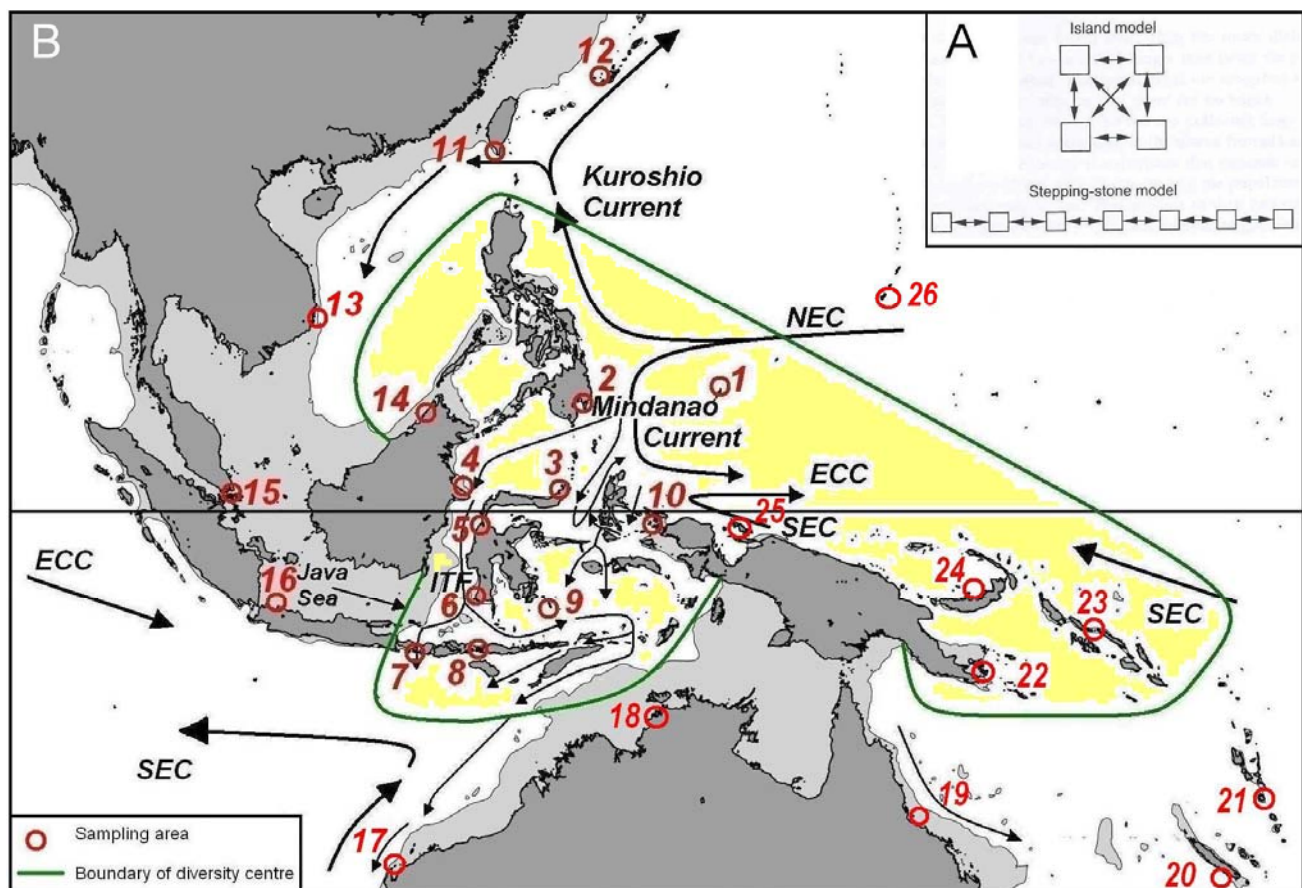 B
A
Island model
Stepping-stone model
12
11
Kuroshio
Current
13
26
NEC
14
2
1
Mindanao
Current
4
3
15
10
ECC
5
25
SEC
ECC
16
Java
Sea
ITF
6
9
24
23
SEC
7
8
22
18
SEC
19
21
17
20
Sampling area
Boundary of diversity centre